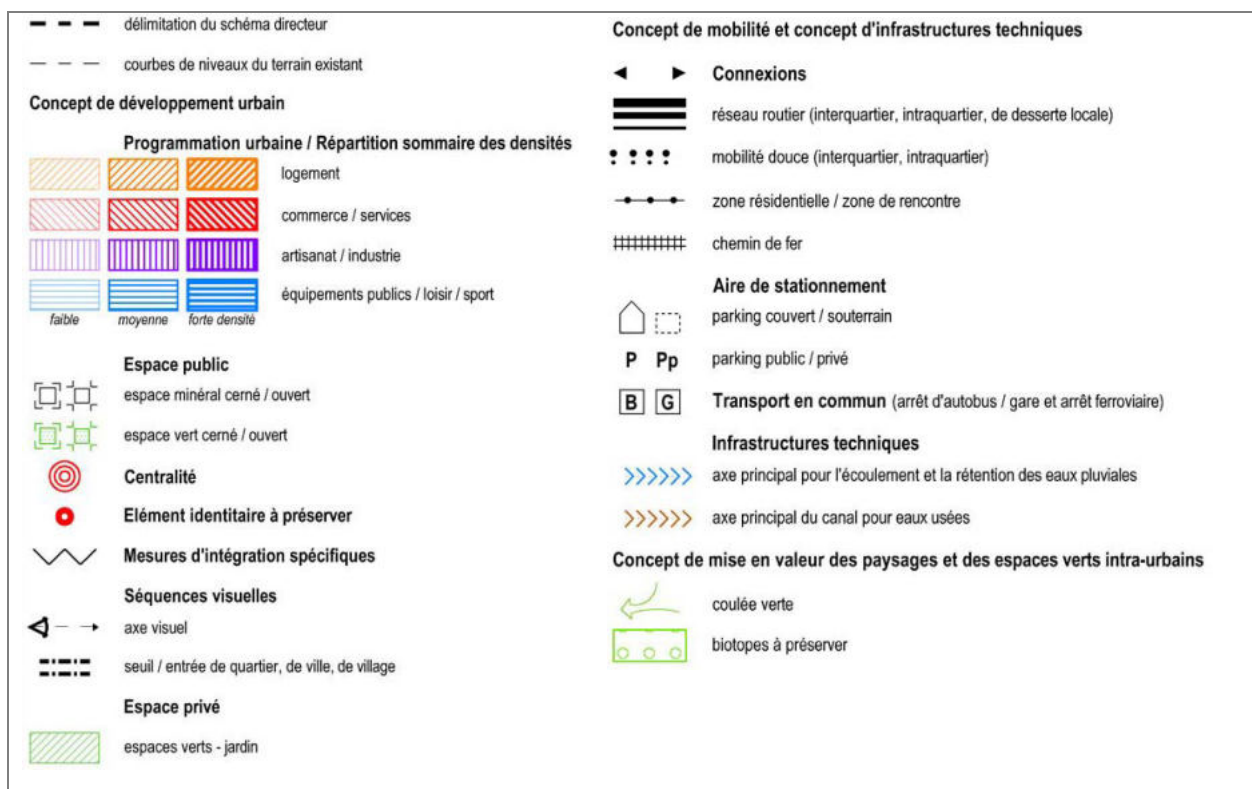 délimitation du schéma directeur
courbes de niveaux du terrain existant
Concept de développement urbain
Programmation urbaine / Répartition sommaire des densités
logement
commerce / services
artisanat / industrie
équipements publics / loisir / sport
faible moyenne forte densité
Espace public
espace minéral cerné / ouvert
espace vert cerné / ouvert
Centralité
Elément identitaire à préserver
Mesures d'intégration spécifiques
Séquences visuelles
axe visuel
seuil / entrée de quartier, de ville, de village
Espace privé
espaces verts - jardin
Concept de mobilité et concept d'infrastructures techniques
Connexions
réseau routier (interquartier, intraquartier, de desserte locale)
mobilité douce (interquartier, intraquartier)
zone résidentielle / zone de rencontre
chemin de fer
Aire de stationnement
parking couvert / souterrain
P Pp parking public / privé
B G Transport en commun (arrêt d'autobus / gare et arrêt ferroviaire)
Infrastructures techniques
axe principal pour l'écoulement et la rétention des eaux pluviales
axe principal du canal pour eaux usées
Concept de mise en valeur des paysages et des espaces verts intra-urbains
coulée verte
biotopes à préserver